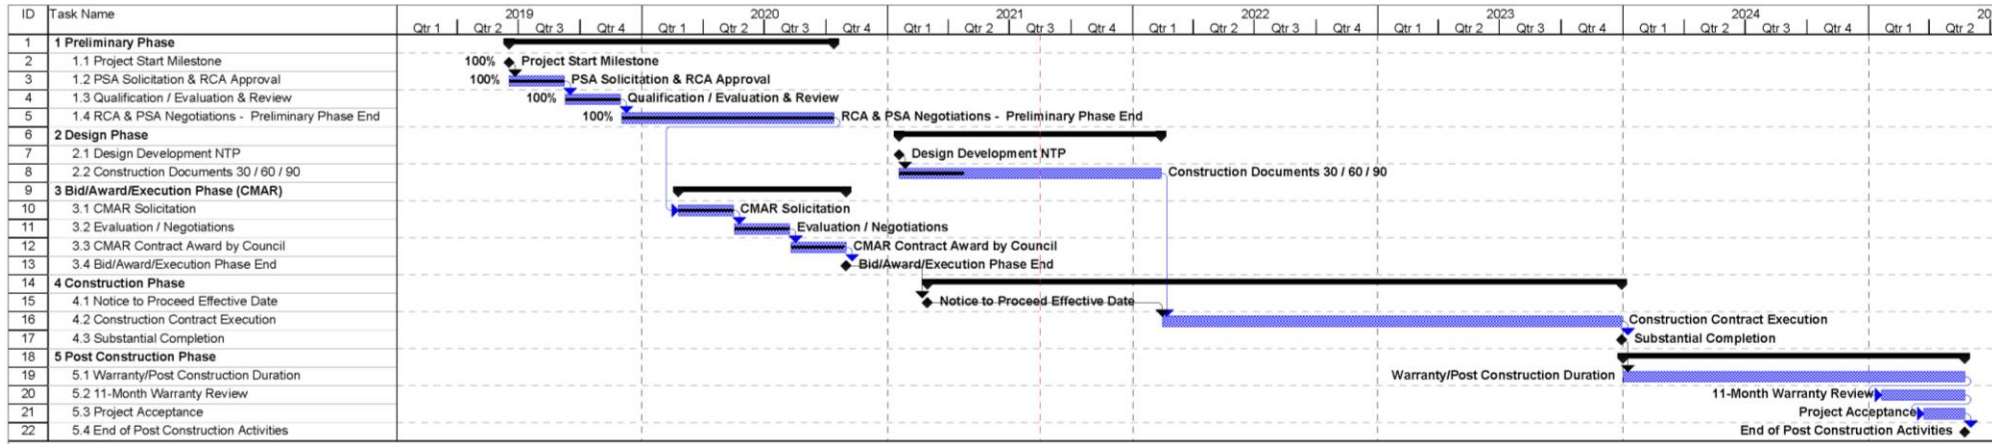 ID Task Name 2019 2020 2021 2022 2023 2024 20
Qtr 1 Qtr 2 Qtr 3 Qtr 4 Qtr 1 Qtr 2 Qtr 3 Qtr 4 Qtr 1 Qtr 2 Qtr 3 Qtr 4 Qtr 1 Qtr 2 Qtr 3 Qtr 4 Qtr 1 Qtr 2 Qtr 3 Qtr 4 Qtr 1 Qtr 2 Qtr 3 Qtr 4 Qtr 1 Qtr 2
1 1 Preliminary Phase
2 1.1 Project Start Milestone 100% Project Start Milestone
3 1.2 PSA Solicitation & RCA Approval 100% PSA Solicitation & RCA Approval
4 1.3 Qualification / Evaluation & Review 100% Qualification / Evaluation & Review
5 1.4 RCA & PSA Negotiations - Preliminary Phase End 100% RCA & PSA Negotiations - Preliminary Phase End
6 2 Design Phase
7 2.1 Design Development NTP Design Development NTP
8 2.2 Construction Documents 30 / 60 / 90 Construction Documents 30 / 60 / 90
9 3 Bid/Award/Execution Phase (CMAR)
10 3.1 CMAR Solicitation CMAR Solicitation
11 3.2 Evaluation / Negotiations Evaluation / Negotiations
12 3.3 CMAR Contract Award by Council CMAR Contract Award by Council
13 3.4 Bid/Award/Execution Phase End Bid/Award/Execution Phase End
14 4 Construction Phase
15 4.1 Notice to Proceed Effective Date Notice to Proceed Effective Date
16 4.2 Construction Contract Execution Construction Contract Execution
17 4.3 Substantial Completion Substantial Completion
18 5 Post Construction Phase
19 5.1 Warranty/Post Construction Duration Warranty/Post Construction Duration
20 5.2 11-Month Warranty Review 11-Month Warranty Review
21 5.3 Project Acceptance Project Acceptance
22 5.4 End of Post Construction Activities End of Post Construction Activities